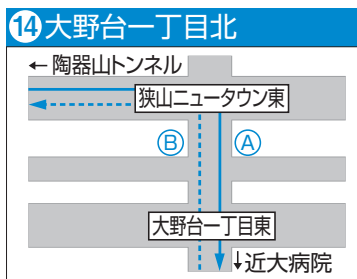 ⑭大野台一丁目北
←陶器山トンネル
狭山ニュータウン東
Ⓑ Ⓐ
大野台一丁目東
↓近大病院